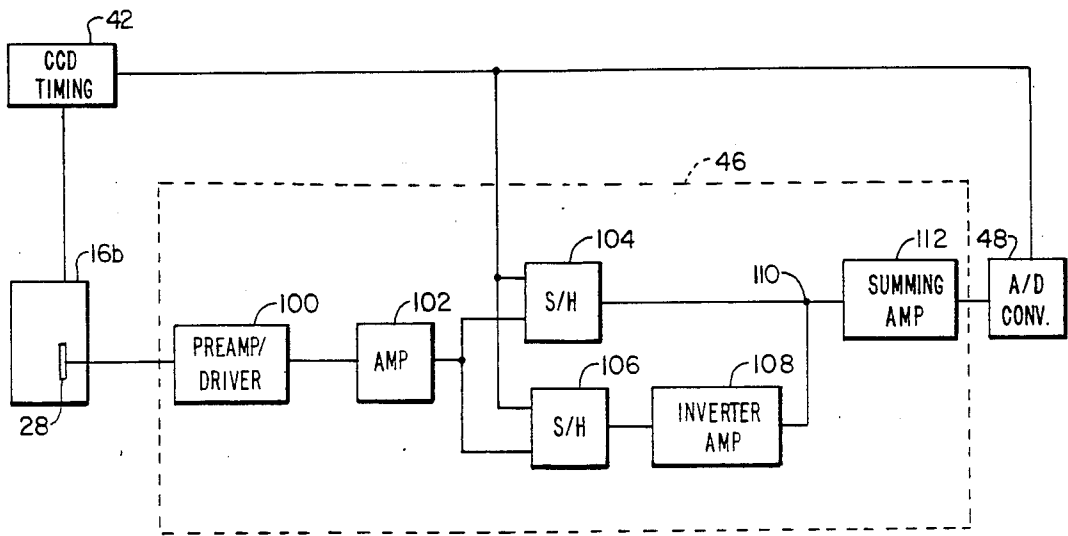 42
CCD
TIMING
46
16b
104
112
48
110
S/H
SUMMING
AMP
A/D
CONV.
100
102
PREAMP/
DRIVER
AMP
106
108
S/H
INVERTER
AMP
28